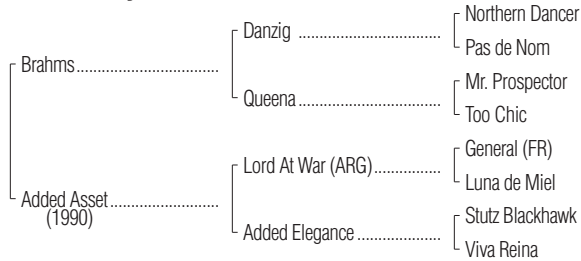 Northern Dancer
Danzig ..................................
Pas de Nom
Brahms..................................
Mr. Prospector
Queena ..................................
Too Chic
General (FR)
Lord At War (ARG)................
Luna de Miel
Added Asset..........................
(1990)
Stutz Blackhawk
Added Elegance ....................
Viva Reina